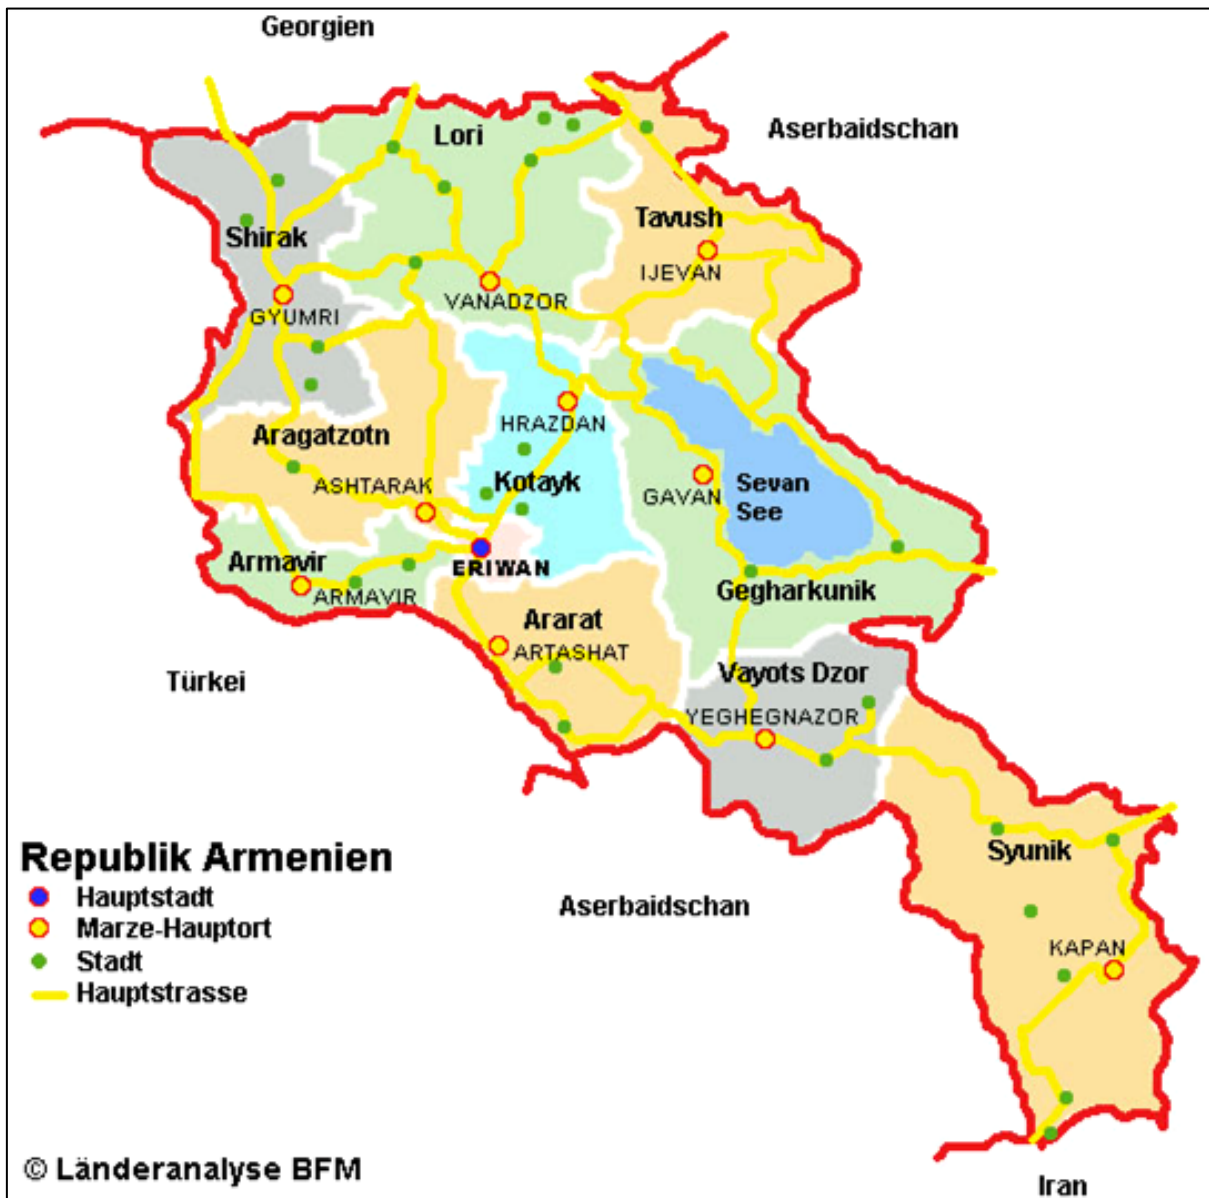 Georgien
Lori
Aserbaidschan
Tavush
Shirak
IJEVAN
VANADZOR
GYUMRI
HRAZDAN
Aragatzotn
ASHTARAK
Kotayk
GAVAN
Sevan
See
Armavir
ERIWAN
ARMAVIR
Gegharkunik
Ararat
ARTASHAT
Türkei
Vayots Dzor
YEGHEGNAZOR
Syunik
Aserbaidschan
KAPAN
Republik Armenien
Hauptstadt
Marze-Hauptort
Stadt
Hauptstrasse
© Länderanalyse BFM
Iran